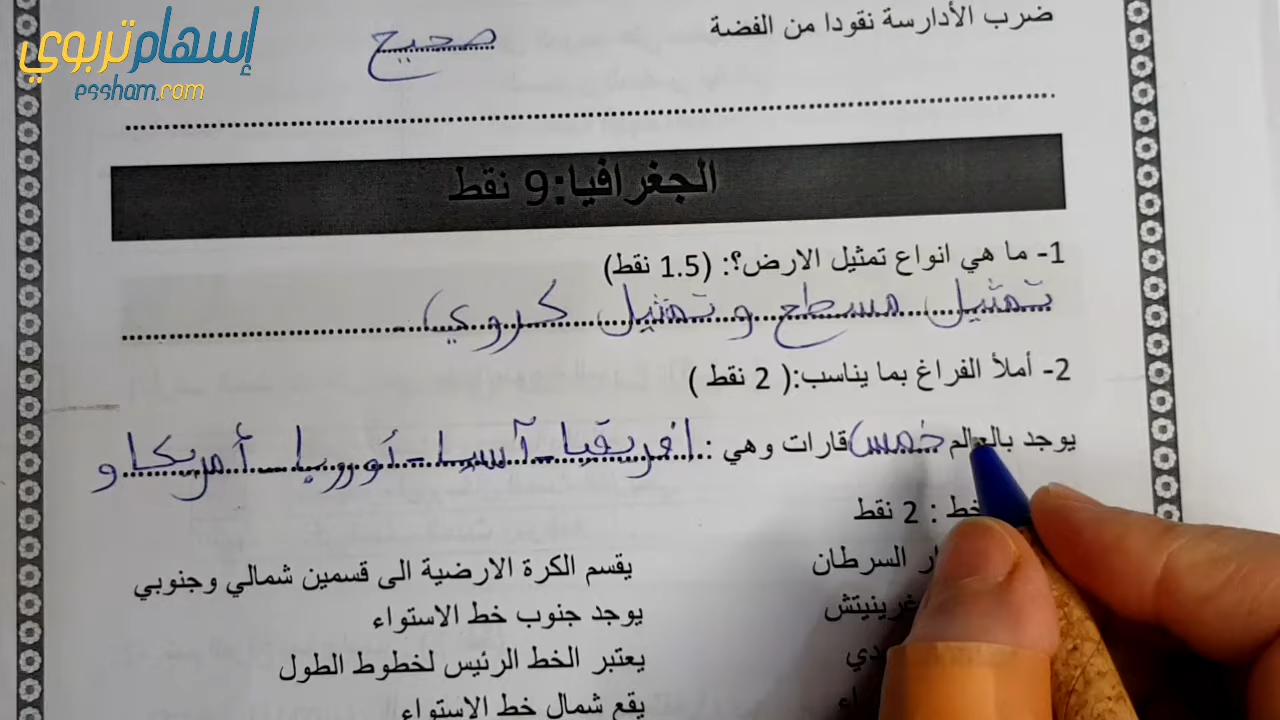 إسهام تربوي
essham.com
ضرب الأدارسة نقودا من الفضة صحيح
الجغرافيا:9 نقط
1- ما هي انواع تمثيل الارض؟: (1.5 نقط)
تمثيل مسطح و تمثيل كروي
2- أملأ الفراغ بما يناسب:( 2 نقط )
يوجد بالعالم خمس قارات وهي : افريقيا - آسيا - أوروبا - أمريكا و
خط : 2 نقط
السرطان يقسم الكرة الارضية الى قسمين شمالي وجنوبي
غرينيتش يوجد جنوب خط الاستواء
يعتبر الخط الرئيس لخطوط الطول
يقع شمال خط الاستواء